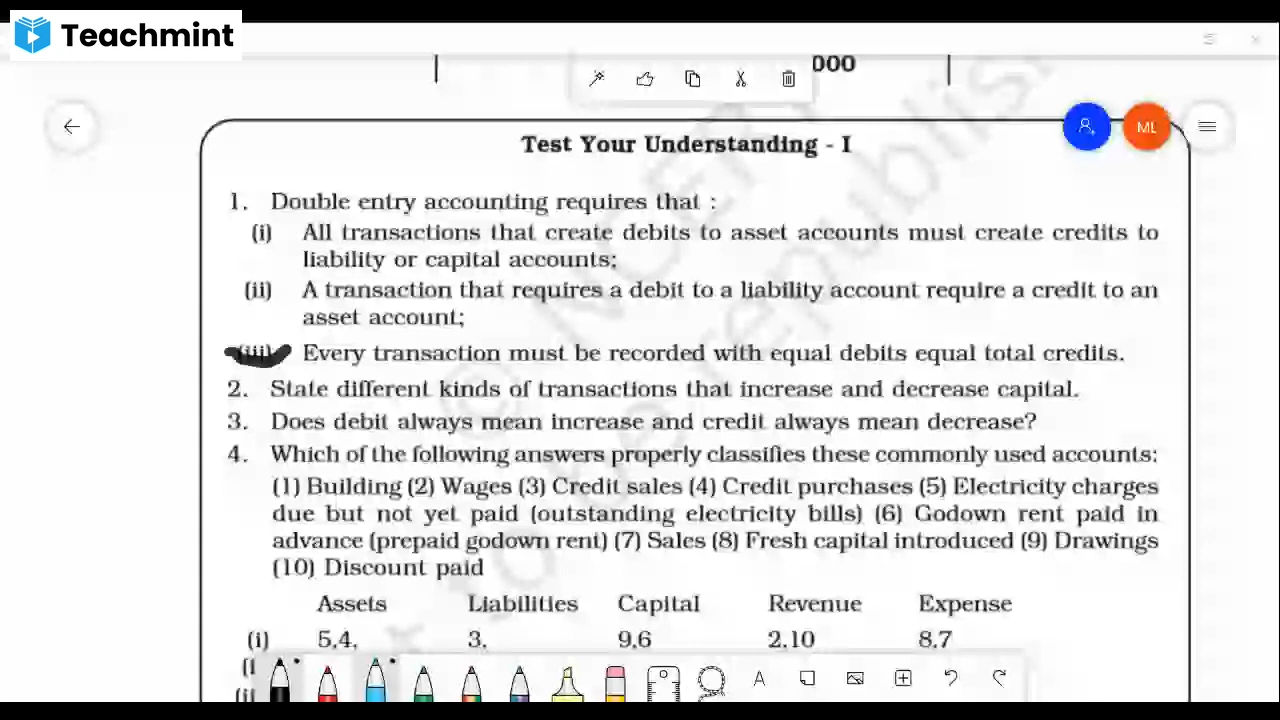 Teachmint
000
ML
Test Your Understanding - I
1. Double entry accounting requires that :
(i) All transactions that create debits to asset accounts must create credits to
liability or capital accounts;
(ii) A transaction that requires a debit to a liability account require a credit to an
asset account;
(iii) Every transaction must be recorded with equal debits equal total credits.
2. State different kinds of transactions that increase and decrease capital.
3. Does debit always mean increase and credit always mean decrease?
4. Which of the following answers properly classifies these commonly used accounts:
(1) Building (2) Wages (3) Credit sales (4) Credit purchases (5) Electricity charges
due but not yet paid (outstanding electricity bills) (6) Godown rent paid in
advance (prepaid godown rent) (7) Sales (8) Fresh capital introduced (9) Drawings
(10) Discount paid
Assets Liabilities Capital Revenue Expense
(i) 5,4, 3, 9,6 2,10 8,7